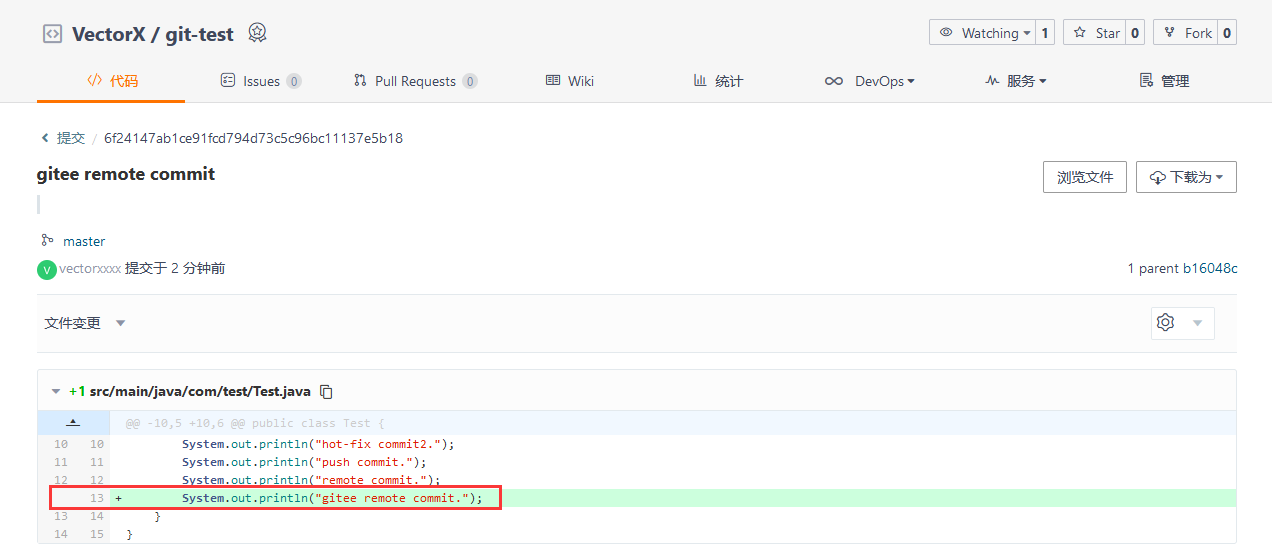 VectorX / git-test
Watching 1 Star 0 Fork 0
代码 Issues 0 Pull Requests 0 Wiki 统计 DevOps 服务 管理
提交 / 6f24147ab1ce91fcd794d73c5c96bc11137e5b18
gitee remote commit
浏览文件 下载为
master
V vectorxxxx 提交于 2 分钟前 1 parent b16048c
文件变更
+1 src/main/java/com/test/Test.java
@@ -10,5 +10,6 @@ public class Test {
10 10 System.out.println("hot-fix commit2.");
11 11 System.out.println("push commit.");
12 12 System.out.println("remote commit.");
13 + System.out.println("gitee remote commit.");
13 14 }
14 15 }